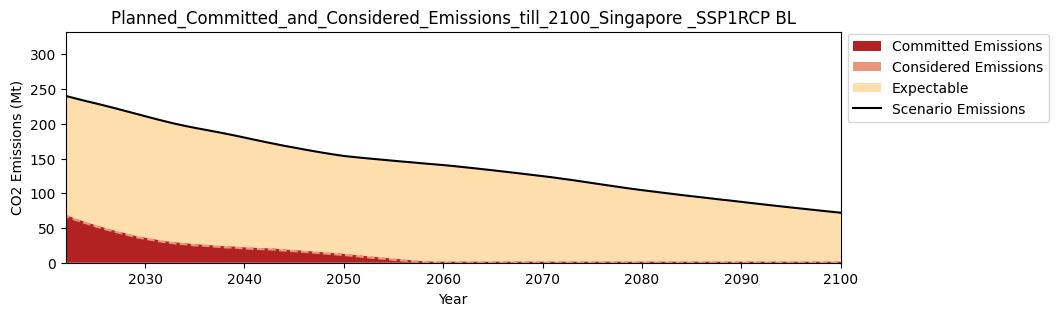 Planned_Committed_and_Considered_Emissions_till_2100_Singapore _SSP1RCP BL
300
250
200
150
100
50
0
CO2 Emissions (Mt)
2030 2040 2050 2060 2070 2080 2090 2100
Year
Committed Emissions
Considered Emissions
Expectable
Scenario Emissions